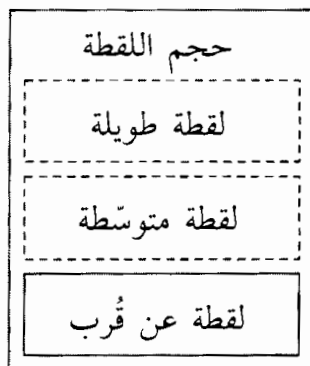 حجم اللقطة
لقطة طويلة
لقطة متوسّطة
لقطة عن قُرب